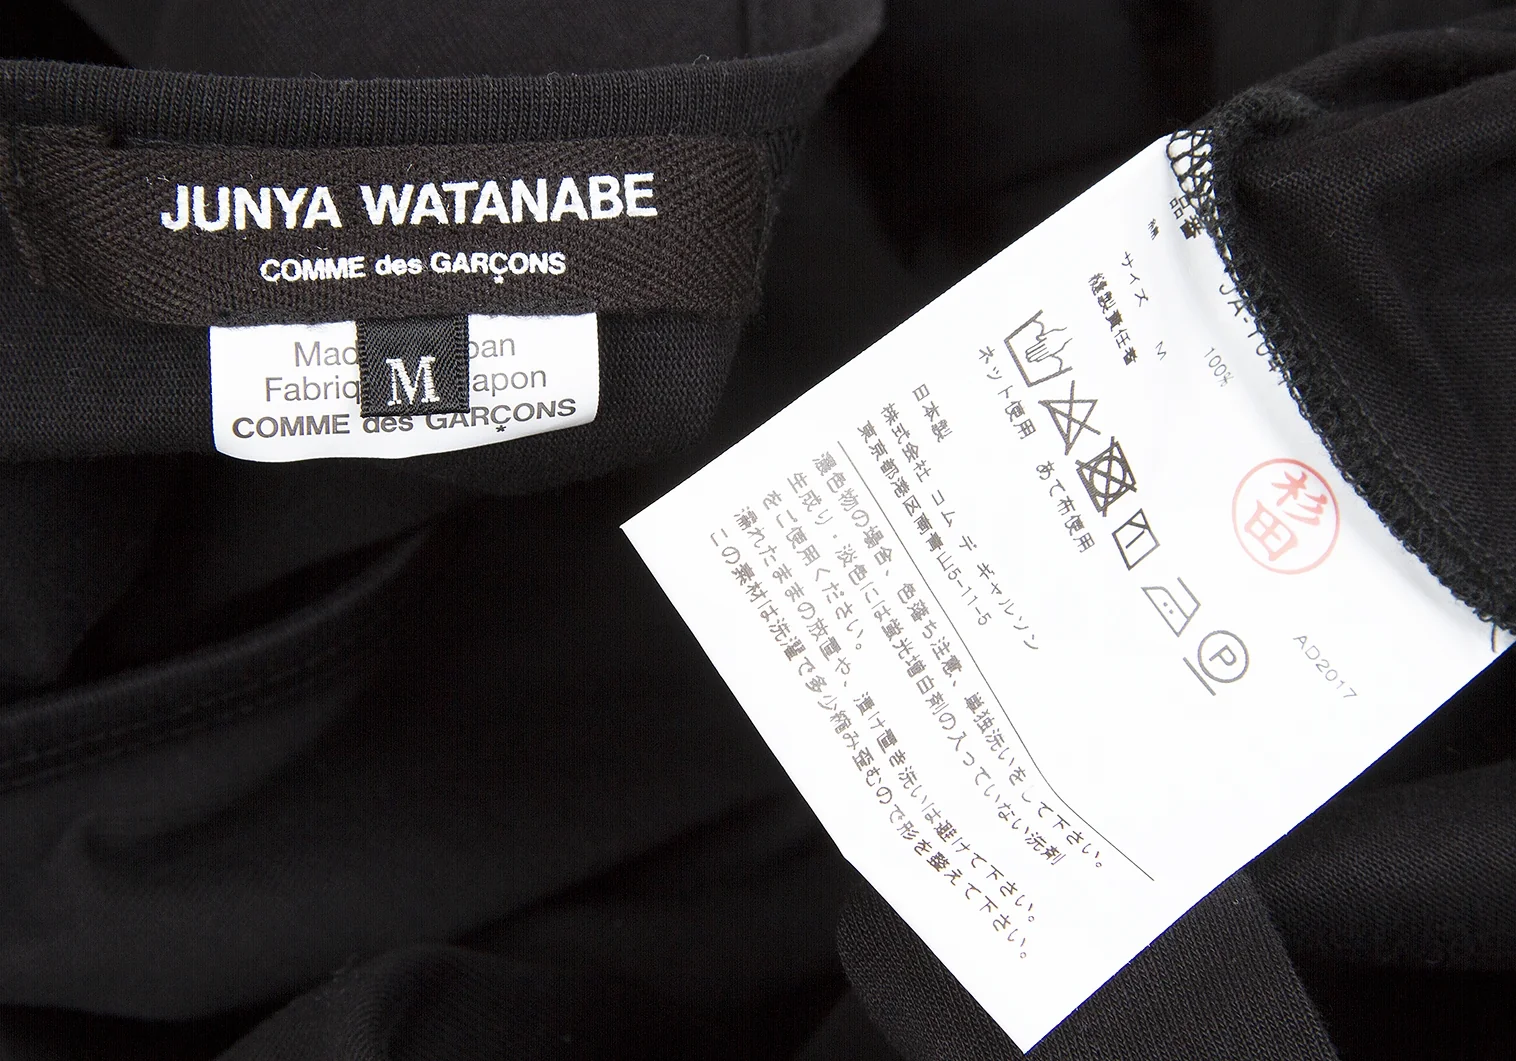 JUNYA WATANABE
COMME des GARÇONS
M
COMME des GARÇONS
品番
綿
100%
サイズ
M
縫製責任者
杉田
AD2017
ネット使用
あて布使用
P
日本製
株式会社 コム デ ギャルソン
東京都港区南青山5-11-5
濃色物の場合、色落ち注意、単独洗いをして下さい。
生成り・淡色には蛍光増白剤の入っていない洗剤
をご使用ください。
濡れたままの放置や、漬け置き洗いは避けて下さい。
この素材は洗濯で多少縮み歪むので形を整えて下さい。